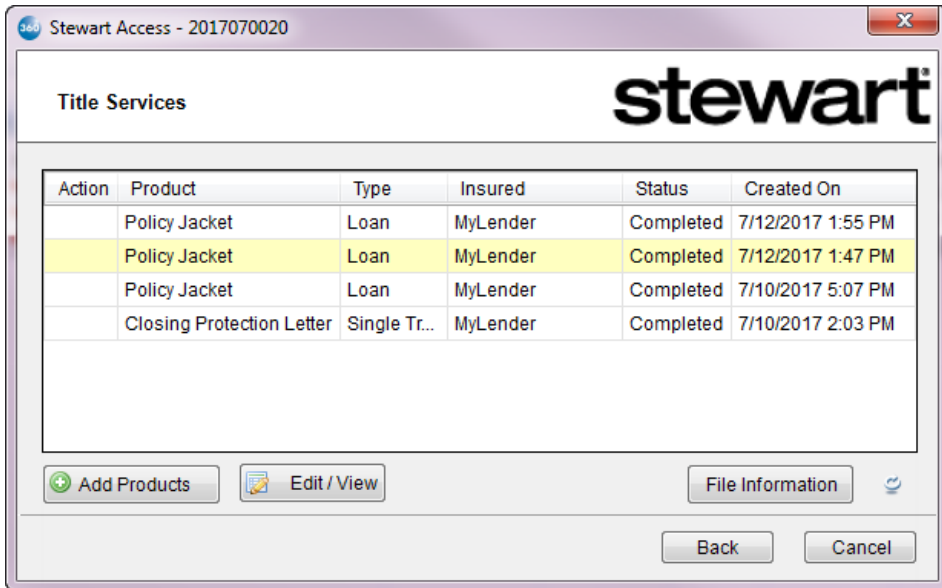 360 Stewart Access - 2017070020
x
Title Services
stewart
Action Product Type Insured Status Created On
Policy Jacket Loan MyLender Completed 7/12/2017 1:55 PM
Policy Jacket Loan MyLender Completed 7/12/2017 1:47 PM
Policy Jacket Loan MyLender Completed 7/10/2017 5:07 PM
Closing Protection Letter Single Tr... MyLender Completed 7/10/2017 2:03 PM
Add Products Edit / View File Information
Back Cancel